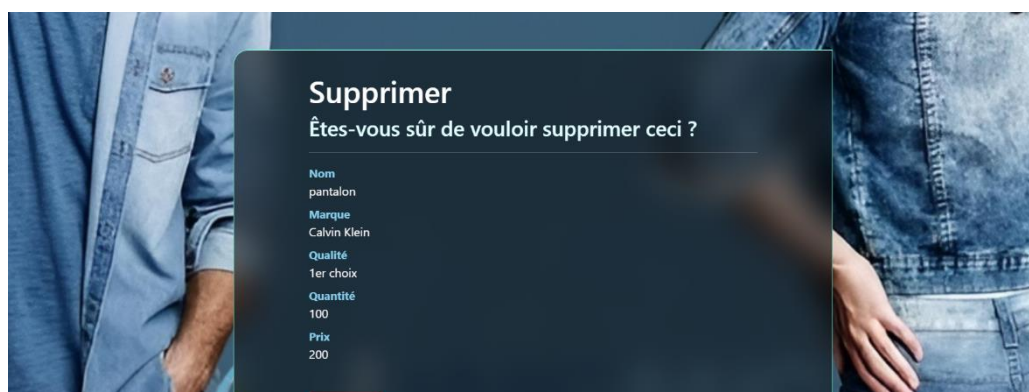 Supprimer
Êtes-vous sûr de vouloir supprimer ceci ?
Nom
pantalon
Marque
Calvin Klein
Qualité
1er choix
Quantité
100
Prix
200